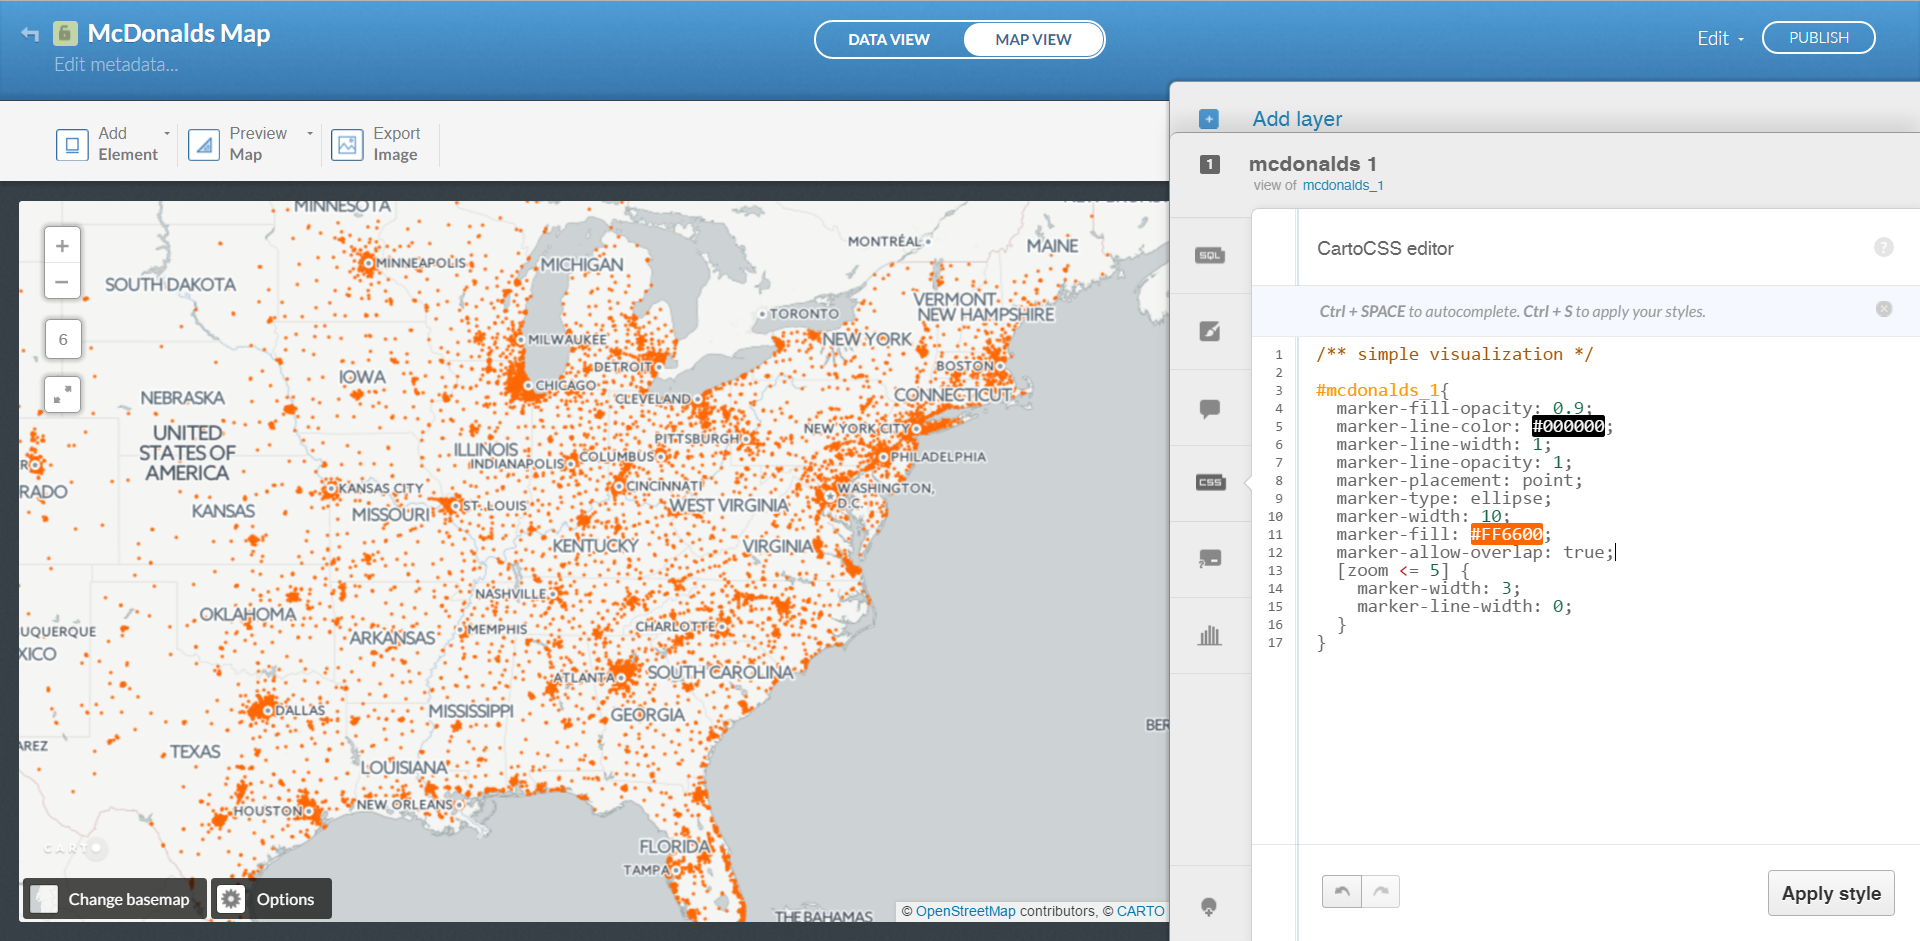 McDonalds Map
Edit metadata...
DATA VIEW
MAP VIEW
Edit
PUBLISH
Add
Element
Preview
Map
Export
Image
Add layer
1
mcdonalds 1
view of mcdonalds_1
SQL
CSS
CartoCSS editor
?
Ctrl + SPACE to autocomplete. Ctrl + S to apply your styles.
1 /** simple visualization */
2
3 #mcdonalds_1{
4 marker-fill-opacity: 0.9;
5 marker-line-color: #000000;
6 marker-line-width: 1;
7 marker-line-opacity: 1;
8 marker-placement: point;
9 marker-type: ellipse;
10 marker-width: 10;
11 marker-fill: #FF6600;
12 marker-allow-overlap: true;
13 [zoom <= 5] {
14 marker-width: 3;
15 marker-line-width: 0;
16 }
17 }
Apply style
+
−
6
MINNESOTA
MONTRÉAL
MAINE
MINNEAPOLIS
MICHIGAN
SOUTH DAKOTA
VERMONT
NEW HAMPSHIRE
TORONTO
MILWAUKEE
NEW YORK
DETROIT
BOSTON
IOWA
CHICAGO
CONNECTICUT
NEBRASKA
CLEVELAND
UNITED
STATES OF
AMERICA
NEW YORK CITY
PITTSBURGH
ILLINOIS
COLUMBUS
PHILADELPHIA
INDIANAPOLIS
RADO
KANSAS CITY
CINCINNATI
WASHINGTON,
D.C.
KANSAS
MISSOURI
ST. LOUIS
WEST VIRGINIA
KENTUCKY
VIRGINIA
NASHVILLE
OKLAHOMA
UQUERQUE
MEMPHIS
CHARLOTTE
ARKANSAS
XICO
ATLANTA
SOUTH CAROLINA
DALLAS
MISSISSIPPI
GEORGIA
BER
AREZ
TEXAS
LOUISIANA
HOUSTON
NEW ORLEANS
FLORIDA
CARTO
TAMPA
THE BAHAMAS
Change basemap
Options
© OpenStreetMap contributors, © CARTO